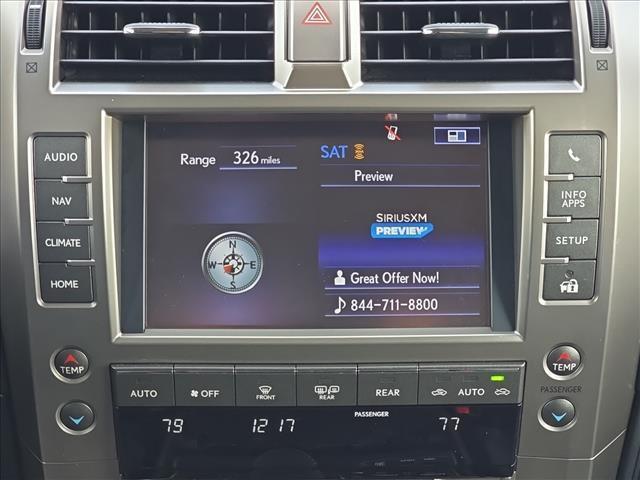 AUDIO
NAV
CLIMATE
HOME
Range 326 miles
N
W E
S
SAT
Preview
SIRIUSXM
PREVIEW
Great Offer Now!
844-711-8800
INFO
APPS
SETUP
TEMP
TEMP
PASSENGER
AUTO
OFF
FRONT
REAR
REAR
AUTO
PASSENGER
79 12 17 77